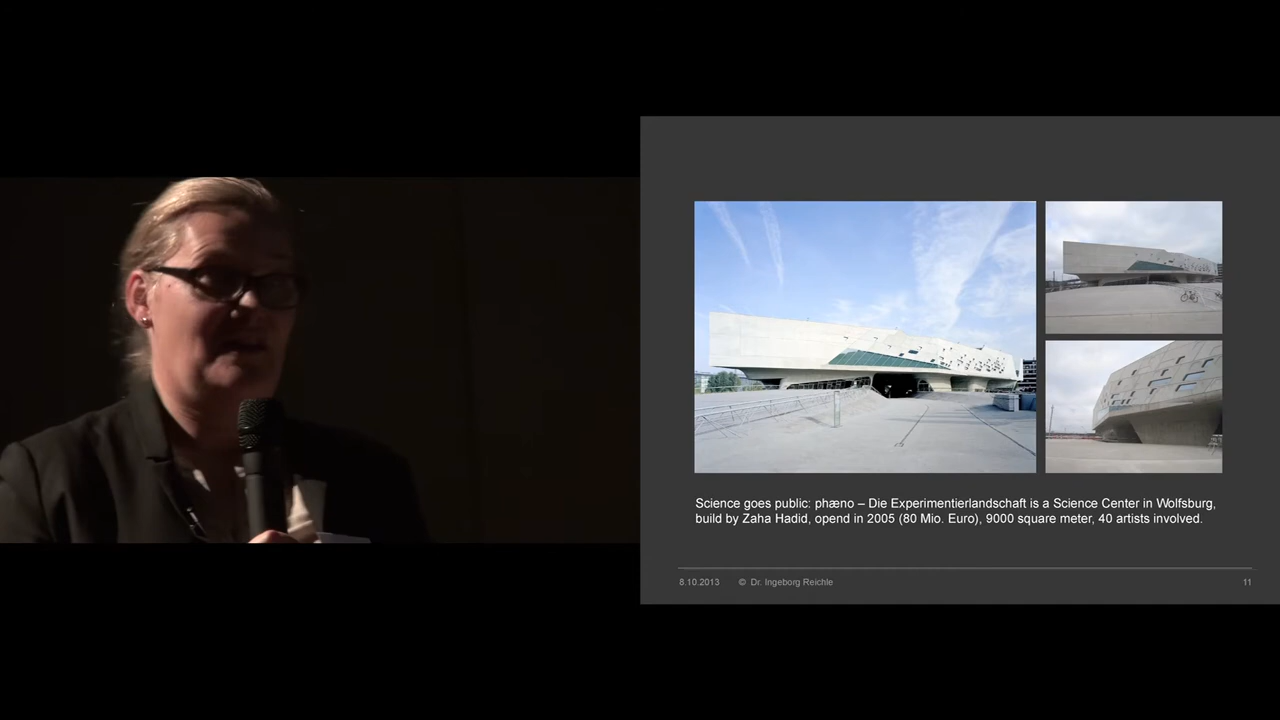 Science goes public: phæno – Die Experimentierlandschaft is a Science Center in Wolfsburg,
build by Zaha Hadid, opend in 2005 (80 Mio. Euro), 9000 square meter, 40 artists involved.
8.10.2013 © Dr. Ingeborg Reichle 11